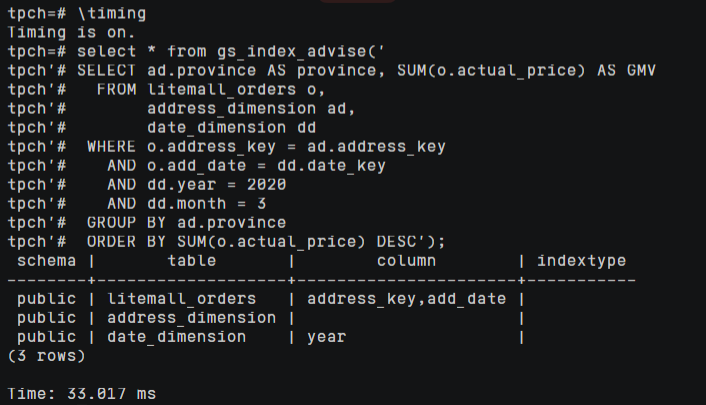 tpch=# \timing
Timing is on.
tpch=# select * from gs_index_advise('
tpch'# SELECT ad.province AS province, SUM(o.actual_price) AS GMV
tpch'#   FROM litemall_orders o,
tpch'#        address_dimension ad,
tpch'#        date_dimension dd
tpch'#  WHERE o.address_key = ad.address_key
tpch'#    AND o.add_date = dd.date_key
tpch'#    AND dd.year = 2020
tpch'#    AND dd.month = 3
tpch'#  GROUP BY ad.province
tpch'#  ORDER BY SUM(o.actual_price) DESC');
 schema |       table       |        column        | indextype
--------+-------------------+----------------------+-----------
 public | litemall_orders   | address_key,add_date |
 public | address_dimension |                      |
 public | date_dimension    | year                 |
(3 rows)
Time: 33.017 ms